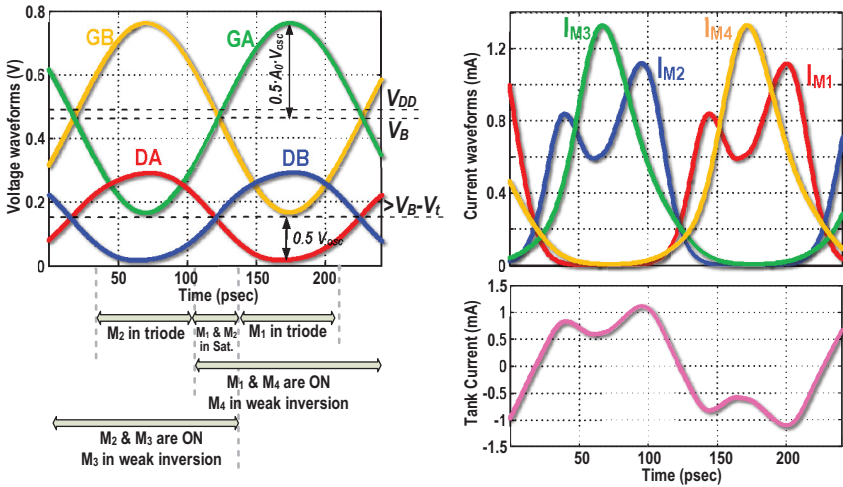 Voltage waveforms (V)
0.8
0.6
0.4
0.2
0
GB
GA
0.5·A₀·Vosc
VDD
VB
DA
DB
>VB-Vt
0.5 Vosc
50
100
150
200
Time (psec)
M₂ in triode
M₁ & M₂
in Sat.
M₁ in triode
M₁ & M₄ are ON
M₄ in weak inversion
M₂ & M₃ are ON
M₃ in weak inversion
Current waveforms (mA)
1.2
0.8
0.4
0
IM3
IM4
IM2
IM1
Tank Current (mA)
1.5
1
0.5
0
-0.5
-1
-1.5
50
100
150
200
Time (psec)